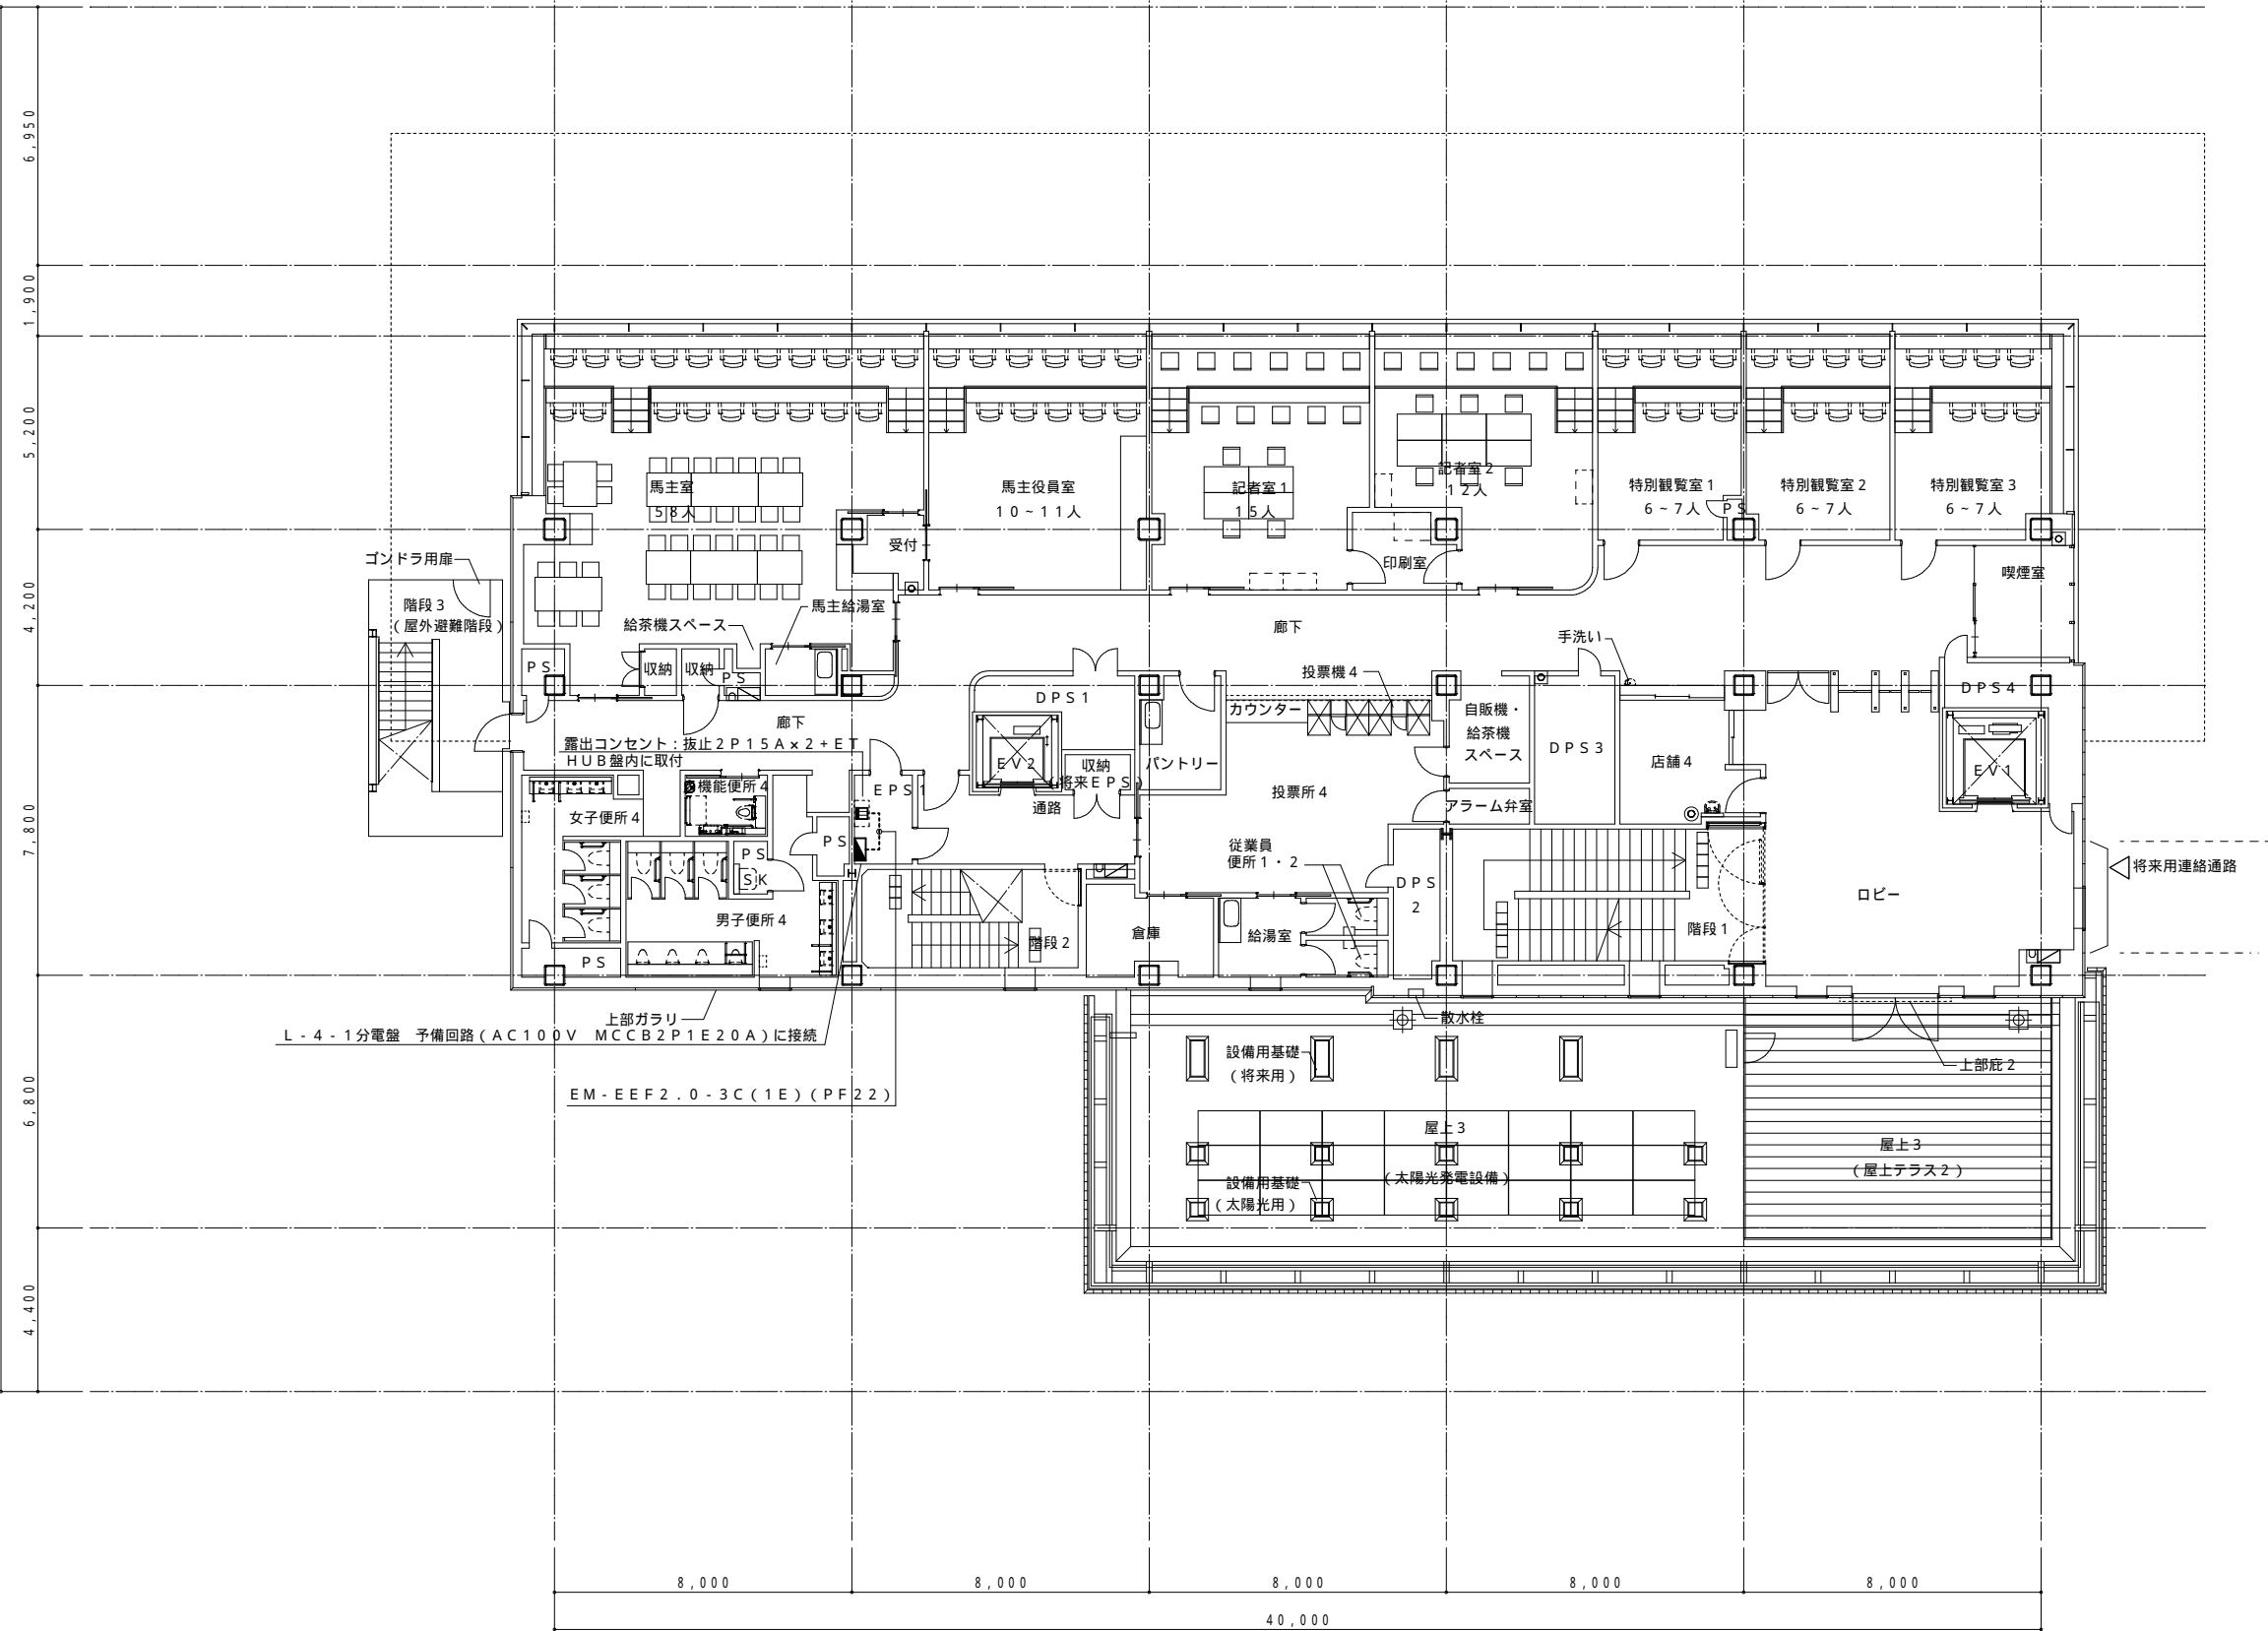 6,950
1,900
5,200
4,200
7,800
6,800
4,400
馬主室
58人
馬主役員室
10~11人
記者室1
15人
記者室2
12人
特別観覧室1
6~7人
PS
特別観覧室2
6~7人
特別観覧室3
6~7人
受付
印刷室
喫煙室
ゴンドラ用扉
階段3
(屋外避難階段)
馬主給湯室
給茶機スペース
廊下
手洗い
PS
収納
収納
PS
投票機4
DPS1
カウンター
自販機・
給茶機
スペース
DPS3
店舗4
DPS4
廊下
露出コンセント:抜止2P15A×2+ET
HUB盤内に取付
EPS1
EV2
収納
(将来EPS)
通路
パントリー
投票所4
アラーム弁室
EV1
機能便所4
女子便所4
PS
PS
SK
男子便所4
PS
従業員
便所1・2
DPS
2
階段2
倉庫
給湯室
階段1
ロビー
将来用連絡通路
上部ガラリ
L-4-1分電盤 予備回路(AC100V MCCB2P1E20A)に接続
EM-EEF2.0-3C(1E)(PF22)
散水栓
設備用基礎
(将来用)
上部庇2
屋上3
(太陽光発電設備)
設備用基礎
(太陽光用)
屋上3
(屋上テラス2)
8,000
8,000
8,000
8,000
8,000
40,000